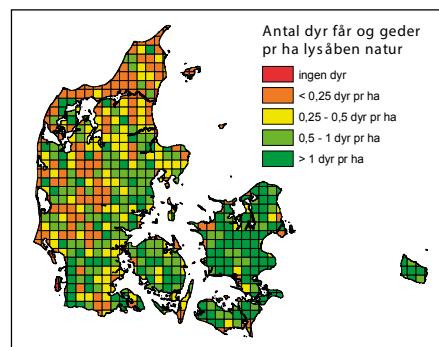 Antal dyr får og geder
pr ha lysåben natur
ingen dyr
< 0,25 dyr pr ha
0,25 - 0,5 dyr pr ha
0,5 - 1 dyr pr ha
> 1 dyr pr ha